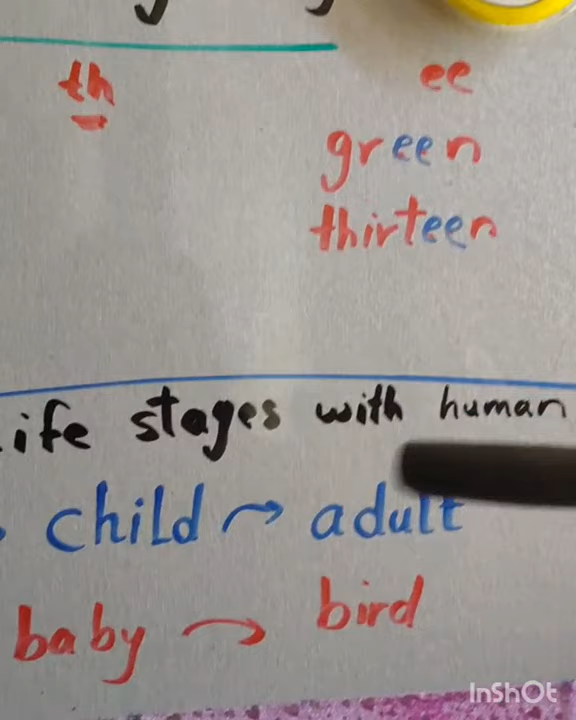 th ee
green
thirteen
ife stages with human
child → adult
baby → bird
InShOt